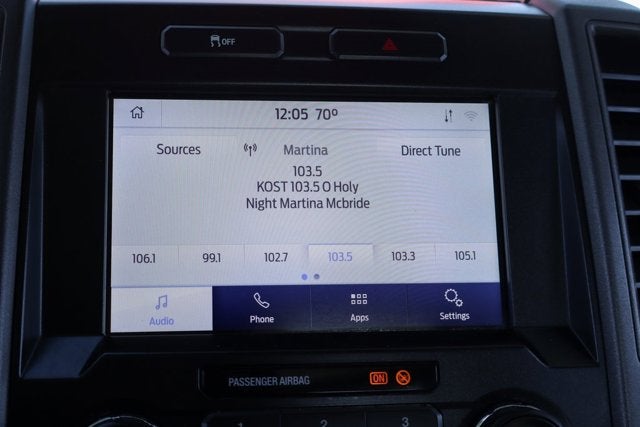 OFF
12:05 70°
Sources Martina Direct Tune
103.5
KOST 103.5 O Holy
Night Martina Mcbride
106.1 99.1 102.7 103.5 103.3 105.1
Audio Phone Apps Settings
PASSENGER AIRBAG ON
1 2 3